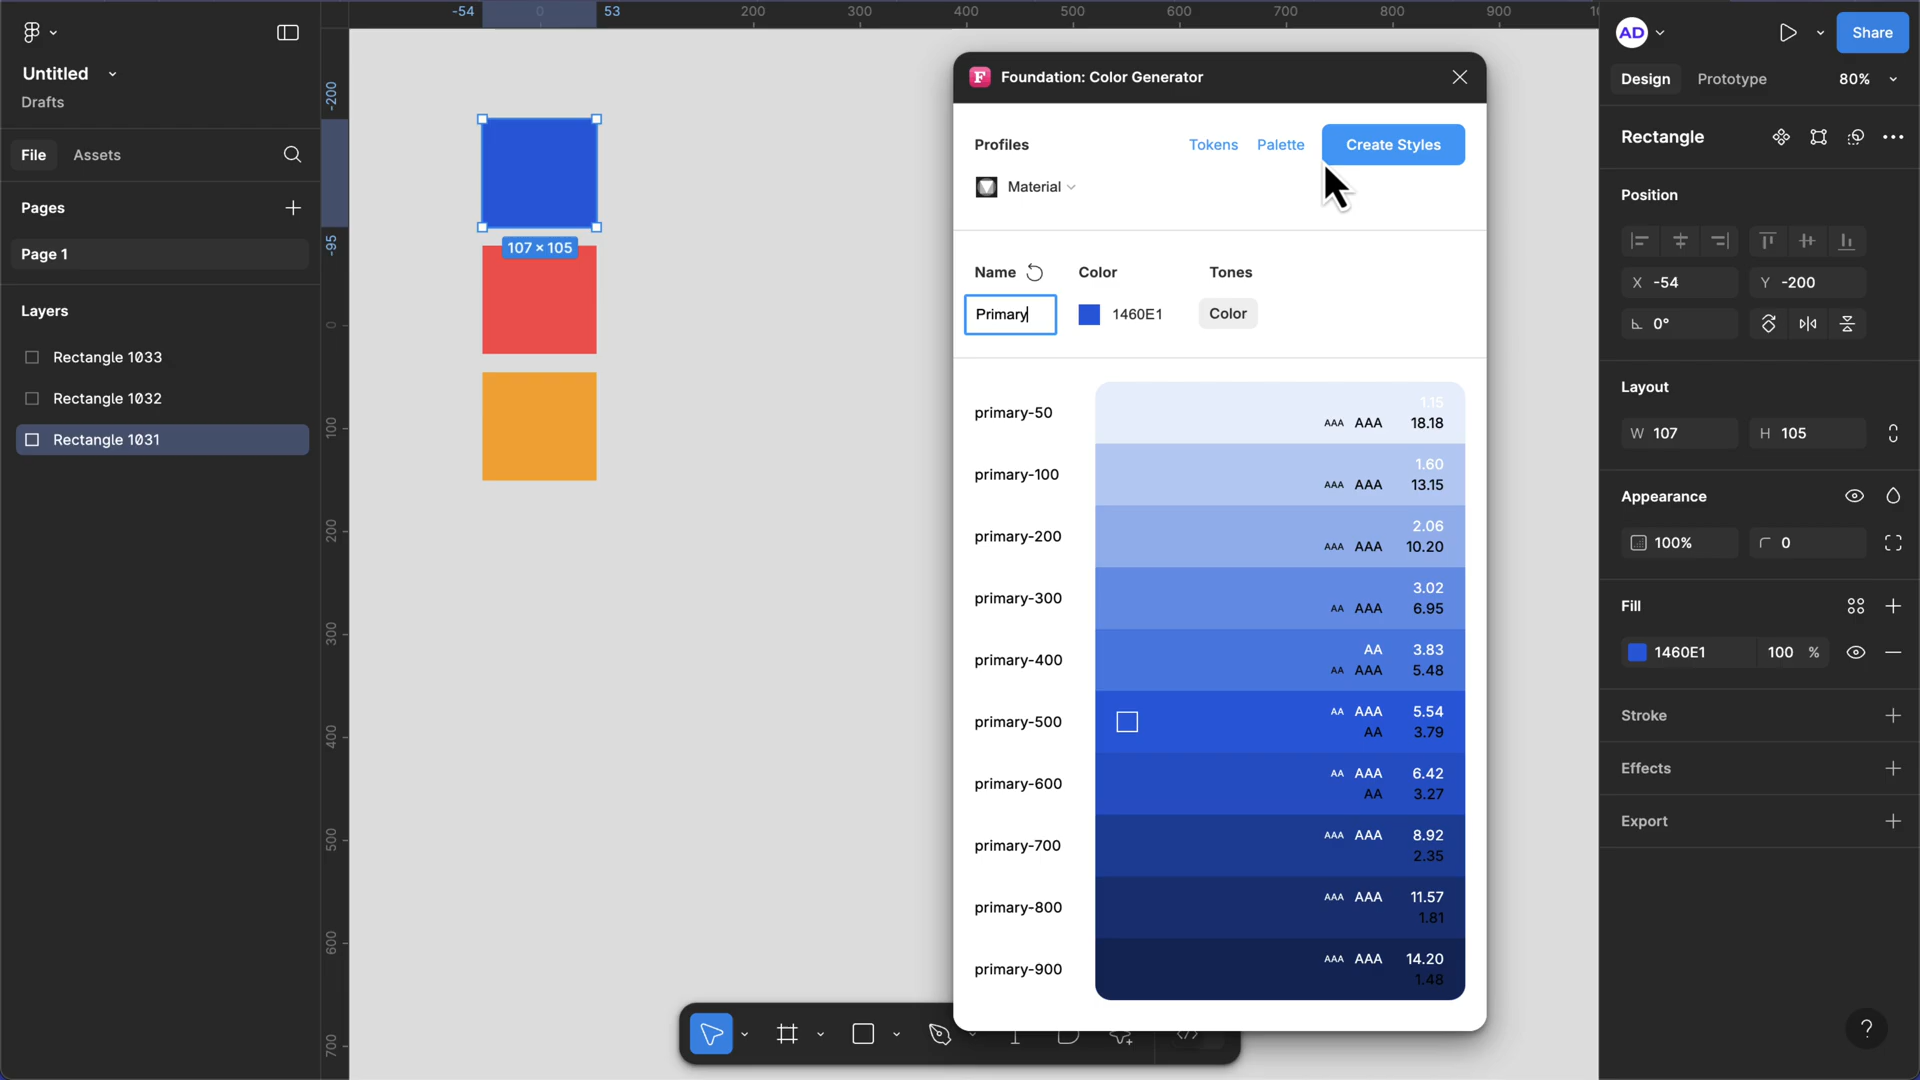 -54 0 53 200 300 400 500 600 700 800 900
Untitled
Drafts
File Assets
Pages
Page 1
Layers
Rectangle 1033
Rectangle 1032
Rectangle 1031
-200
-95
0
100
200
300
400
500
600
700
107 × 105
F Foundation: Color Generator
Profiles Tokens Palette Create Styles
Material
Name Color Tones
Primary 1460E1 Color
primary-50
1.15
AAA AAA 18.18
primary-100
1.60
AAA AAA 13.15
primary-200
2.06
AAA AAA 10.20
primary-300
3.02
AA AAA 6.95
primary-400
AA 3.83
AA AAA 5.48
primary-500
AA AAA 5.54
AA 3.79
primary-600
AA AAA 6.42
AA 3.27
primary-700
AAA AAA 8.92
2.35
primary-800
AAA AAA 11.57
1.81
primary-900
AAA AAA 14.20
1.48
AD Share
Design Prototype 80%
Rectangle
Position
X -54 Y -200
0°
Layout
W 107 H 105
Appearance
100% 0
Fill
1460E1 100 %
Stroke
Effects
Export
?